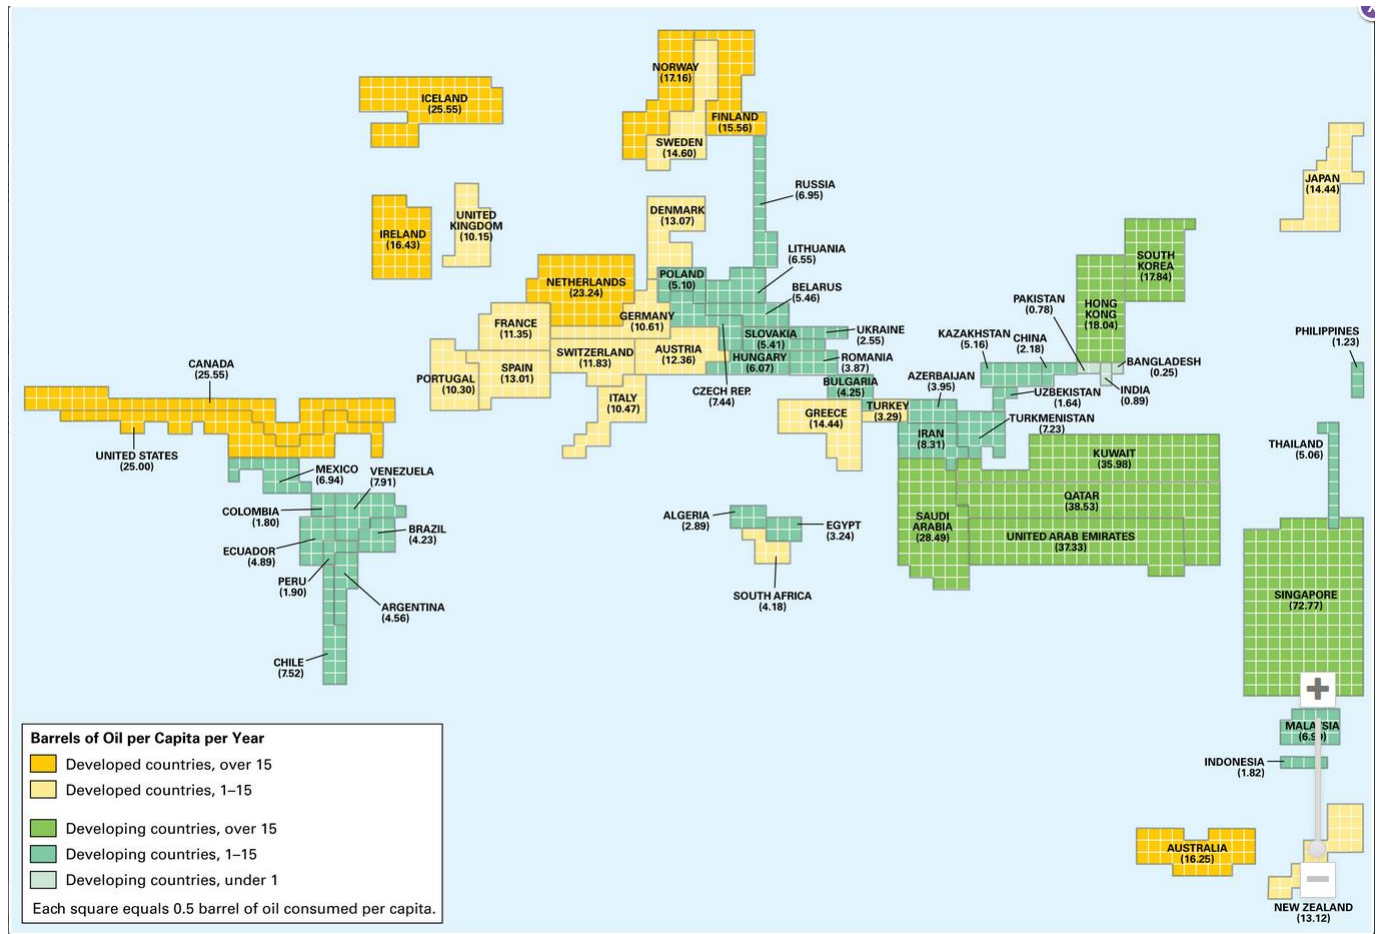 NORWAY
(17.16)
ICELAND
(25.55)
FINLAND
(15.56)
SWEDEN
(14.60)
JAPAN
(14.44)
RUSSIA
(6.95)
UNITED
KINGDOM
(10.15)
DENMARK
(13.07)
IRELAND
(16.43)
LITHUANIA
(6.55)
SOUTH
KOREA
(17.84)
POLAND
(5.10)
NETHERLANDS
(23.24)
BELARUS
(5.46)
PAKISTAN
(0.78)
HONG
KONG
(18.04)
GERMANY
(10.61)
FRANCE
(11.35)
SLOVAKIA
(5.41)
UKRAINE
(2.55)
KAZAKHSTAN
(5.16)
CHINA
(2.18)
PHILIPPINES
(1.23)
SWITZERLAND
(11.83)
AUSTRIA
(12.36)
HUNGARY
(6.07)
ROMANIA
(3.87)
BANGLADESH
(0.25)
CANADA
(25.55)
PORTUGAL
(10.30)
SPAIN
(13.01)
CZECH REP.
(7.44)
BULGARIA
(4.25)
AZERBAIJAN
(3.95)
UZBEKISTAN
(1.64)
INDIA
(0.89)
ITALY
(10.47)
GREECE
(14.44)
TURKEY
(3.29)
TURKMENISTAN
(7.23)
IRAN
(8.31)
THAILAND
(5.06)
UNITED STATES
(25.00)
KUWAIT
(35.98)
MEXICO
(6.94)
VENEZUELA
(7.91)
QATAR
(38.53)
COLOMBIA
(1.80)
ALGERIA
(2.89)
EGYPT
(3.24)
SAUDI
ARABIA
(28.49)
BRAZIL
(4.23)
UNITED ARAB EMIRATES
(37.33)
ECUADOR
(4.89)
PERU
(1.90)
SOUTH AFRICA
(4.18)
SINGAPORE
(72.77)
ARGENTINA
(4.56)
CHILE
(7.52)
MALAYSIA
INDONESIA
(1.82)
AUSTRALIA
(16.25)
NEW ZEALAND
(13.12)
Barrels of Oil per Capita per Year
Developed countries, over 15
Developed countries, 1–15
Developing countries, over 15
Developing countries, 1–15
Developing countries, under 1
Each square equals 0.5 barrel of oil consumed per capita.